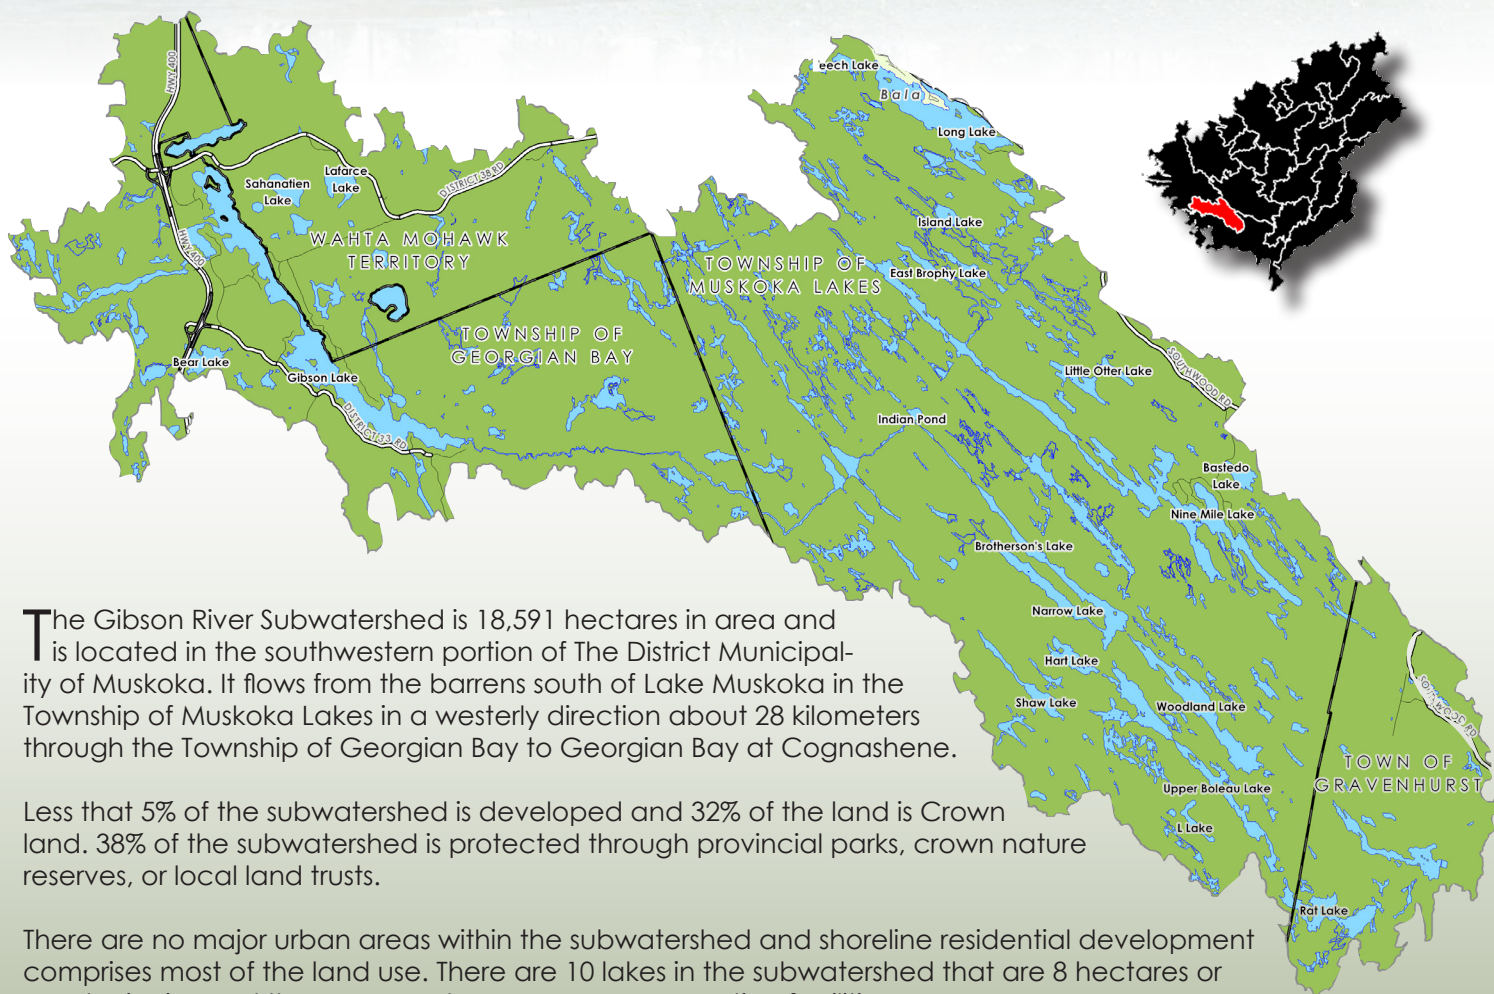 HWY 400
eech Lake
Bala
Long Lake
Lafarce
Lake
Sahanatien
Lake
DISTRICT 38 RD
Island Lake
WAHTA MOHAWK
TERRITORY
HWY 400
TOWNSHIP OF
MUSKOKA LAKES
East Brophy Lake
TOWNSHIP OF
GEORGIAN BAY
Bear Lake
Gibson Lake
DISTRICT 33 RD
SOUTHWOOD RD
Little Otter Lake
Indian Pond
Bastedo
Lake
Nine Mile Lake
Brotherson's Lake
Narrow Lake
Hart Lake
Shaw Lake
Woodland Lake
SOUTHWOOD RD
TOWN OF
GRAVENHURST
Upper Boleau Lake
L Lake
Rat Lake
The Gibson River Subwatershed is 18,591 hectares in area and
is located in the southwestern portion of The District Municipal-
ity of Muskoka. It flows from the barrens south of Lake Muskoka in the
Township of Muskoka Lakes in a westerly direction about 28 kilometers
through the Township of Georgian Bay to Georgian Bay at Cognashene.
Less that 5% of the subwatershed is developed and 32% of the land is Crown
land. 38% of the subwatershed is protected through provincial parks, crown nature
reserves, or local land trusts.
There are no major urban areas within the subwatershed and shoreline residential development
comprises most of the land use. There are 10 lakes in the subwatershed that are 8 hectares or